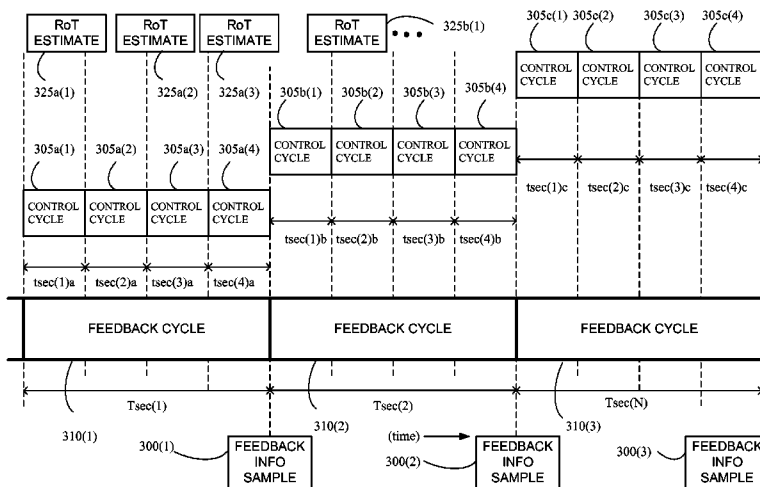 RoT
ESTIMATE
RoT
ESTIMATE
RoT
ESTIMATE
RoT
ESTIMATE
325b(1)
305c(1)
305c(2)
305c(3)
305c(4)
325a(1)
325a(2)
325a(3)
CONTROL
CYCLE
CONTROL
CYCLE
CONTROL
CYCLE
CONTROL
CYCLE
305b(1)
305b(2)
305b(3)
305b(4)
305a(1)
305a(2)
305a(3)
305a(4)
CONTROL
CYCLE
CONTROL
CYCLE
CONTROL
CYCLE
CONTROL
CYCLE
tsec(1)c
tsec(2)c
tsec(3)c
tsec(4)c
CONTROL
CYCLE
CONTROL
CYCLE
CONTROL
CYCLE
CONTROL
CYCLE
tsec(1)b
tsec(2)b
tsec(3)b
tsec(4)b
tsec(1)a
tsec(2)a
tsec(3)a
tsec(4)a
FEEDBACK CYCLE
FEEDBACK CYCLE
FEEDBACK CYCLE
Tsec(1)
Tsec(2)
Tsec(N)
310(1)
300(1)
310(2)
(time)
300(2)
310(3)
300(3)
FEEDBACK
INFO
SAMPLE
FEEDBACK
INFO
SAMPLE
FEEDBACK
INFO
SAMPLE